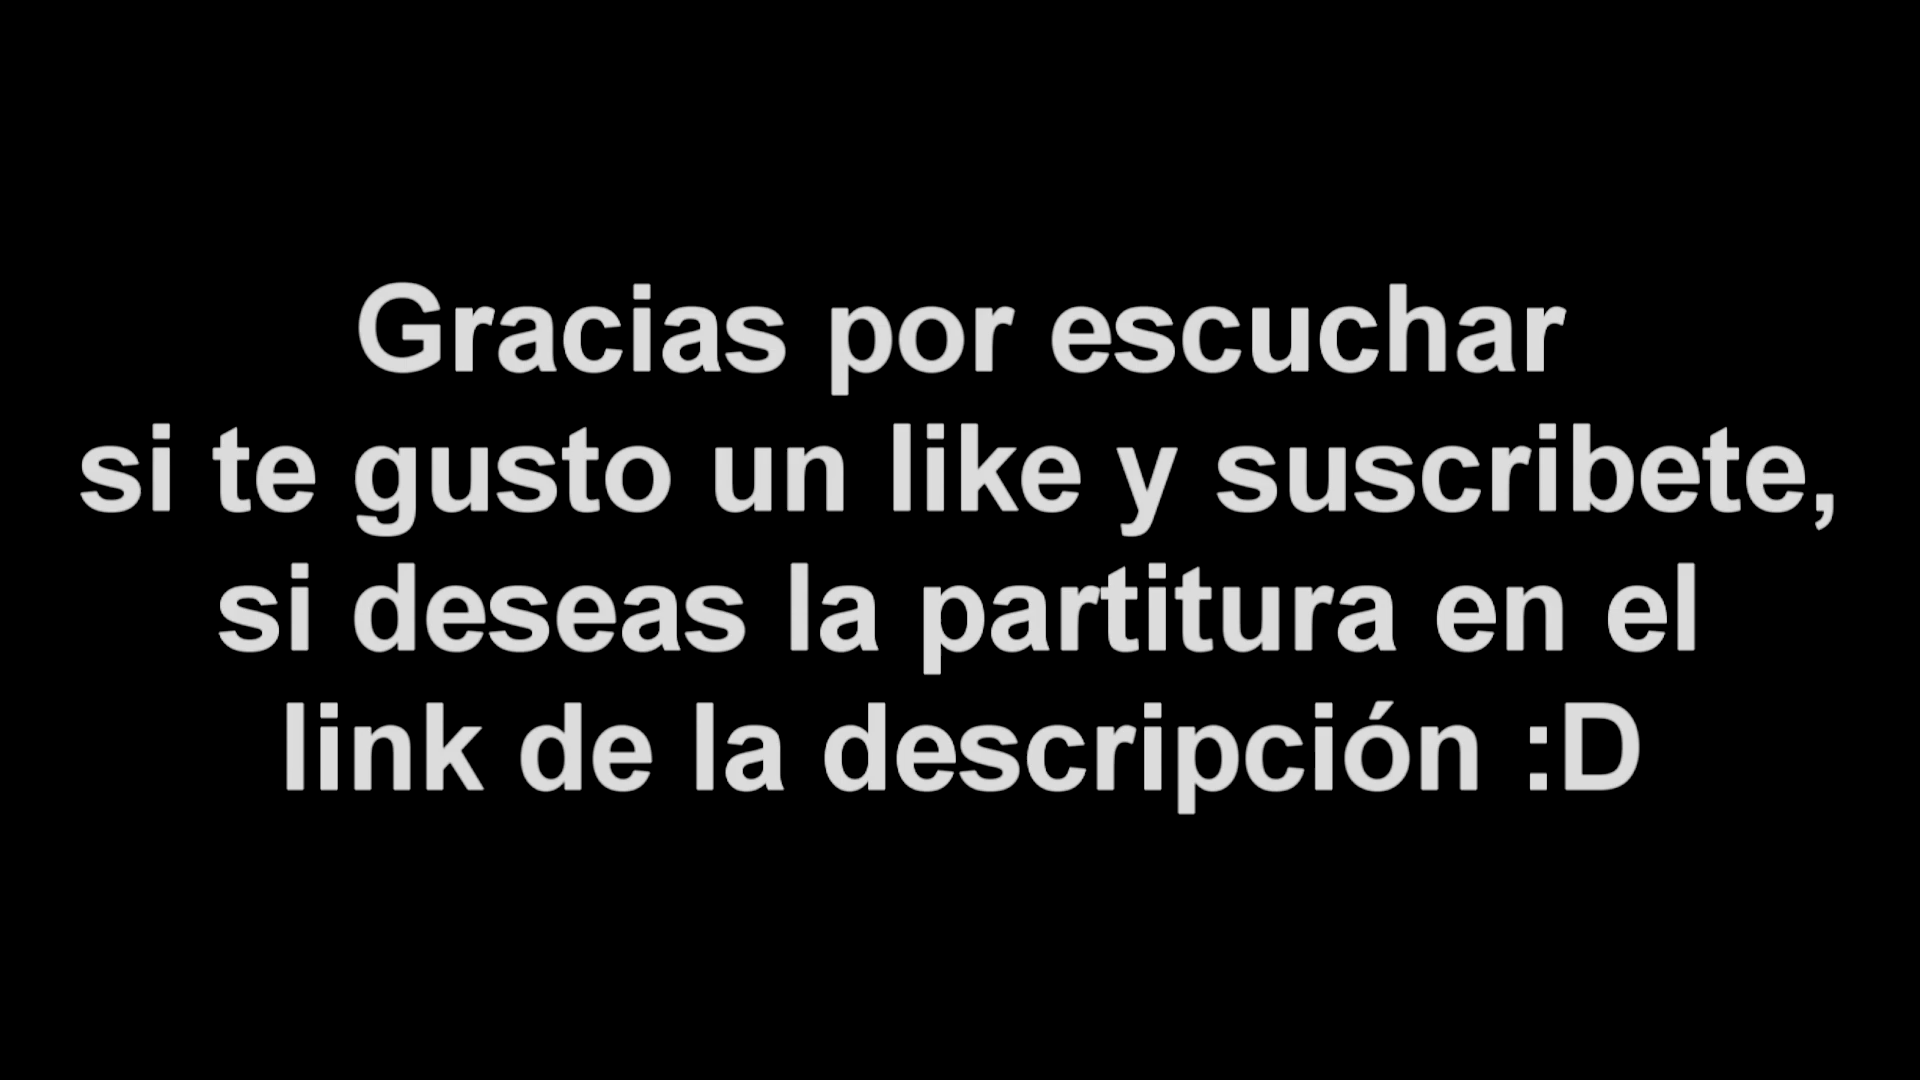 Gracias por escuchar
si te gusto un like y suscribete,
si deseas la partitura en el
link de la descripción :D